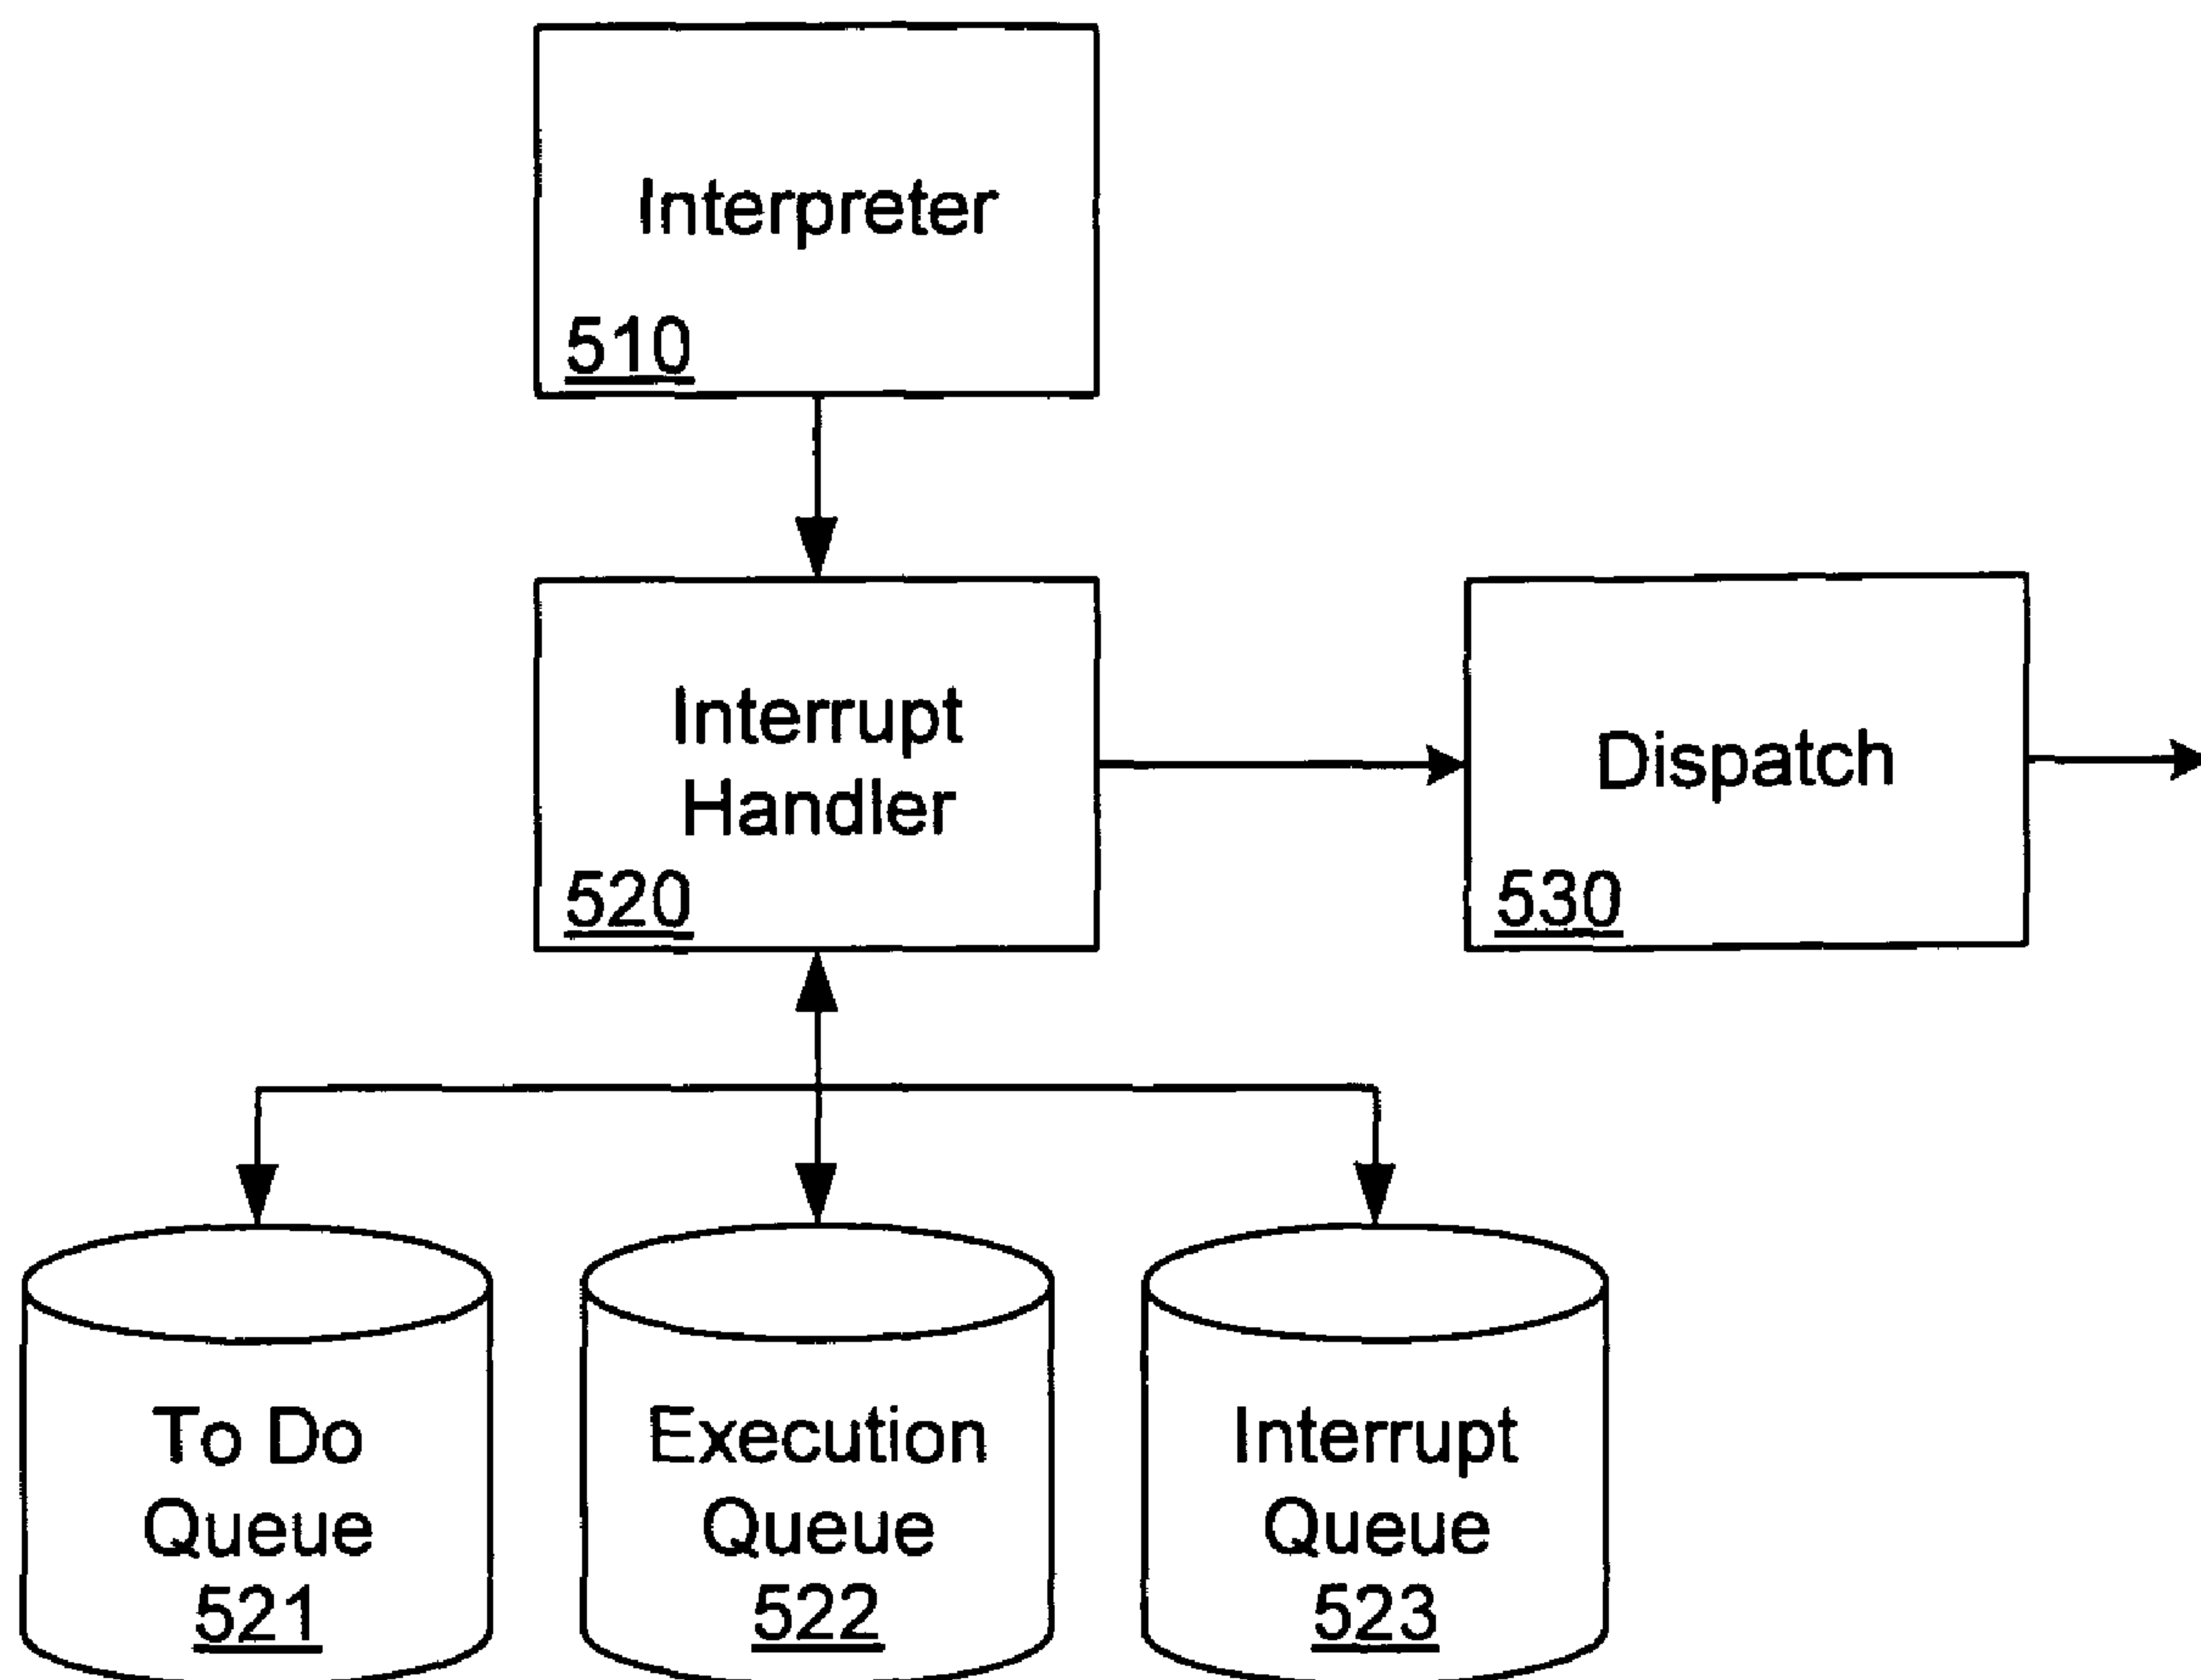 Interpreter
510
Interrupt
Handler
520
Dispatch
530
To Do
Queue
521
Execution
Queue
522
Interrupt
Queue
523